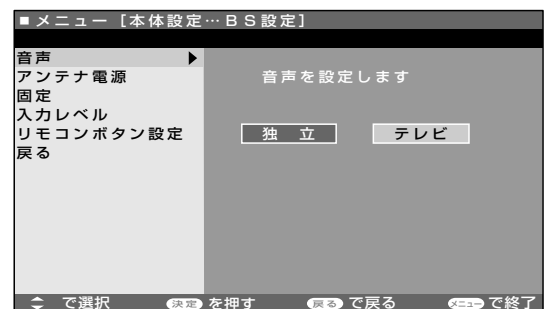 ■メニュー [本体設定…BS設定]
音声 ▶
アンテナ電源
固定
入力レベル
リモコンボタン設定
戻る
音声を設定します
独 立 テレビ
で選択 決定 を押す 戻る で戻る メニュー で終了